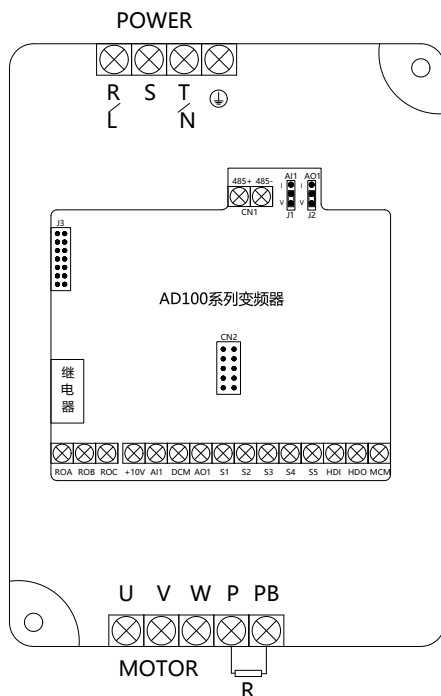 POWER
R S T
L N
485+ 485-
CN1
AI1 AO1
I I
V V
J1 J2
J3
AD100系列变频器
CN2
继电器
ROA ROB ROC +10V AI1 DCM AO1 S1 S2 S3 S4 S5 HDI HDO MCM
U V W P PB
MOTOR
R